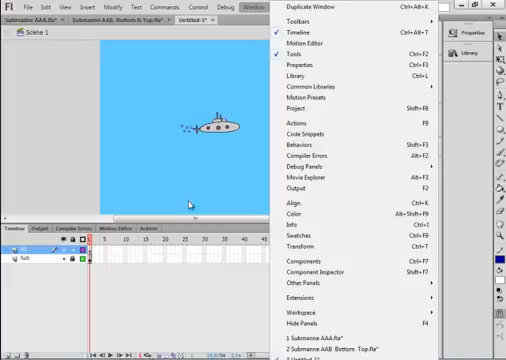 Fl File Edit View Insert Modify Text Commands Control Debug Window
Submarine AAA.fla* × Submarine AAB Bottom & Top.fla* × Untitled-1* ×
Scene 1
Duplicate Window Ctrl+Alt+K
Toolbars
Timeline Ctrl+Alt+T
Motion Editor
Tools Ctrl+F2
Properties Ctrl+F3
Library Ctrl+L
Common Libraries
Motion Presets
Project Shift+F8
Actions F9
Code Snippets
Behaviors Shift+F3
Compiler Errors Alt+F2
Debug Panels
Movie Explorer Alt+F3
Output F2
Align Ctrl+K
Color Alt+Shift+F9
Info Ctrl+I
Swatches Ctrl+F9
Transform Ctrl+T
Components Ctrl+F7
Component Inspector Shift+F7
Other Panels
Extensions
Workspace
Hide Panels F4
1 Submarine AAA.fla*
2 Submarine AAB Bottom Top.fla*
3 Untitled-1*
Properties
Library
Timeline Output Compiler Errors Motion Editor Actions
1 5 10 15 20 25 30 35 40 45
AS
Sub